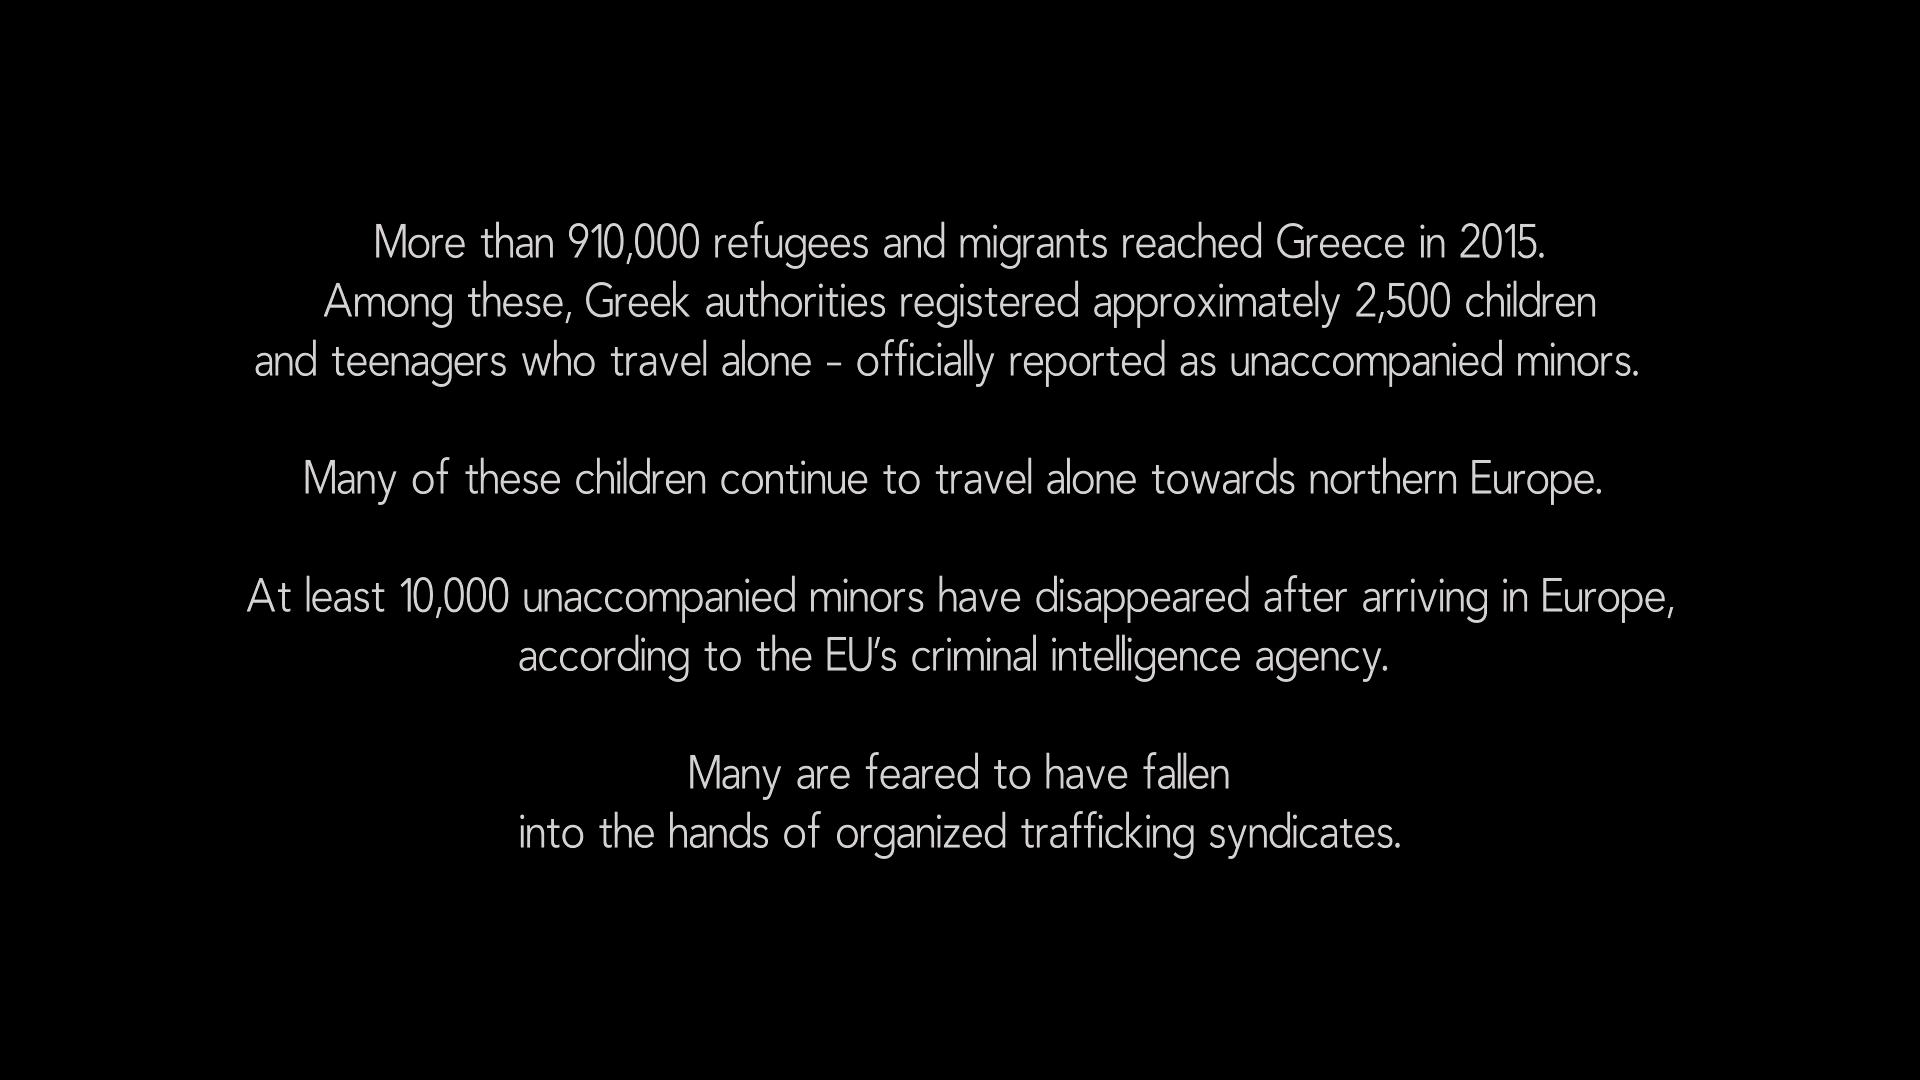 More than 910,000 refugees and migrants reached Greece in 2015.
Among these, Greek authorities registered approximately 2,500 children
and teenagers who travel alone - officially reported as unaccompanied minors.
Many of these children continue to travel alone towards northern Europe.
At least 10,000 unaccompanied minors have disappeared after arriving in Europe,
according to the EU's criminal intelligence agency.
Many are feared to have fallen
into the hands of organized trafficking syndicates.